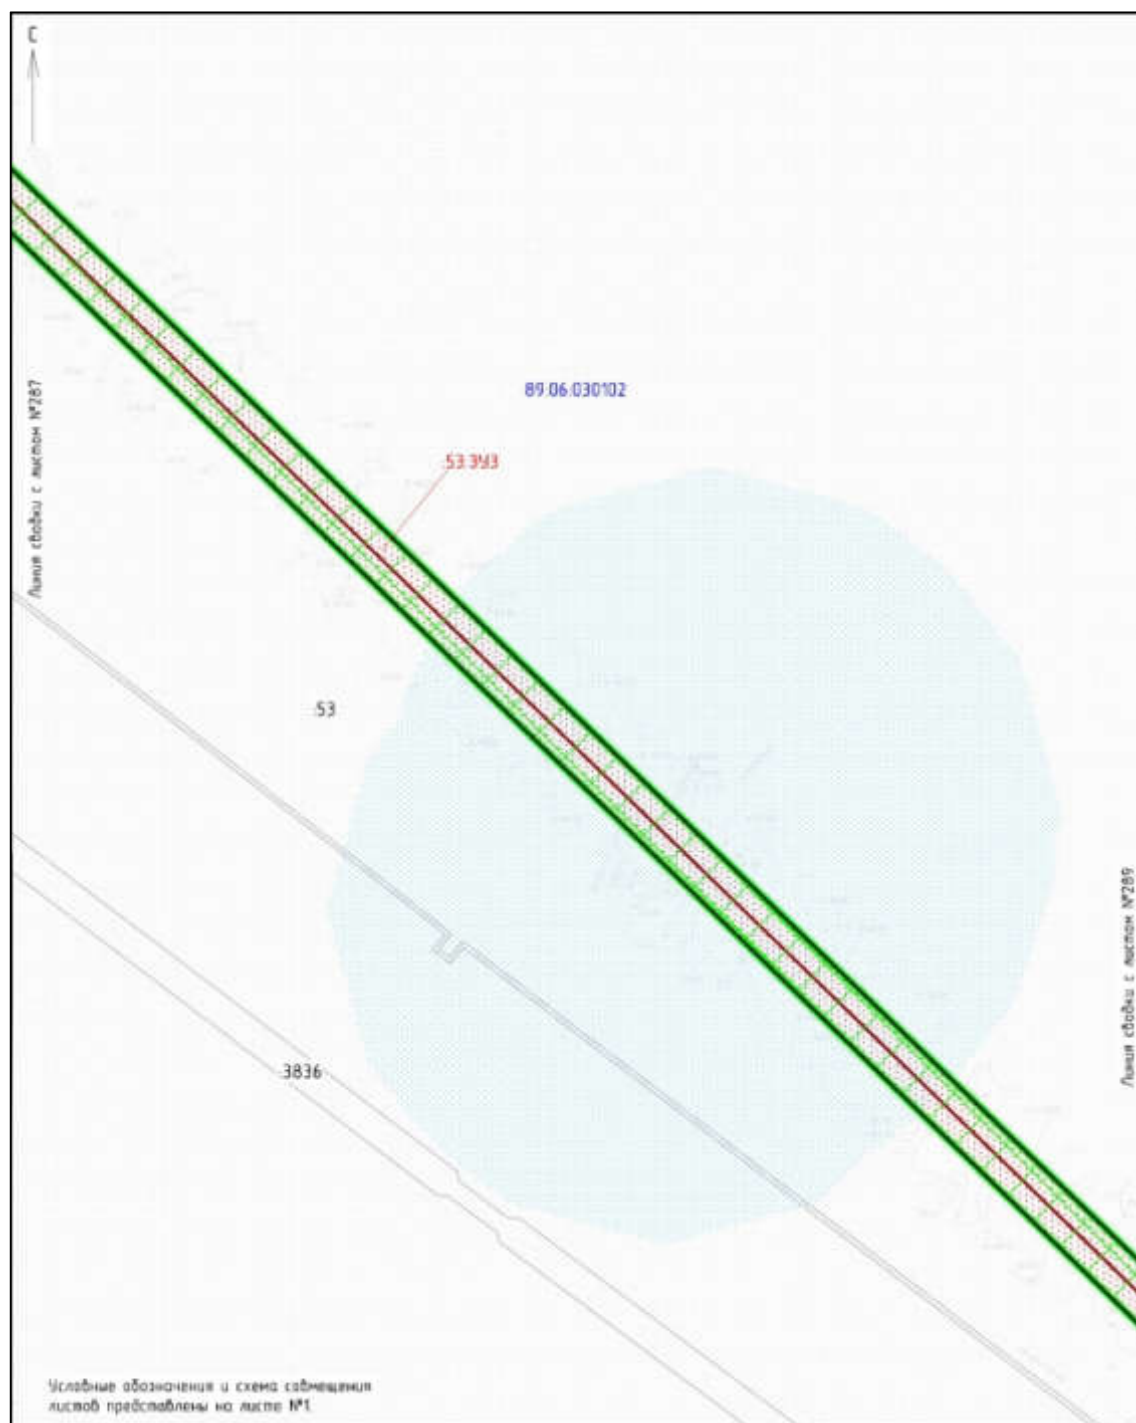 С
Линия сводки с листом №287
89:06:030102
:53:ЗУ3
:53
Линия сводки с листом №289
:3836
Условные обозначения и схема совмещения
листов представлены на листе №1.